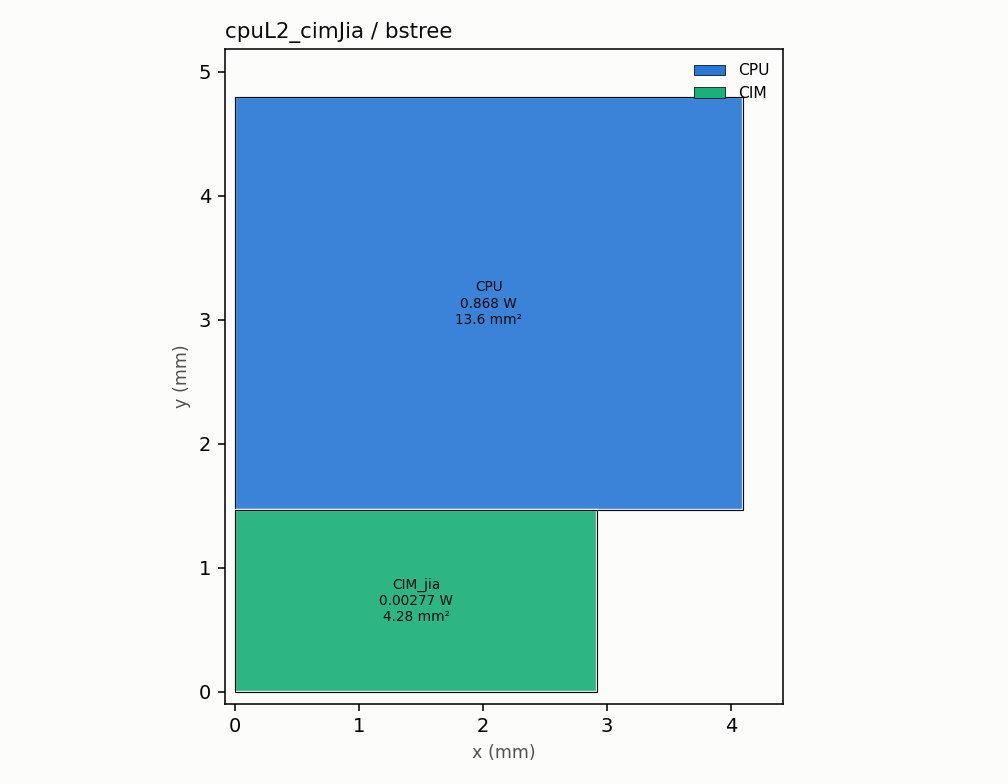 cpuL2_cimJia / bstree
CPU
CIM
5
4
3
2
1
0
y (mm)
CPU
0.868 W
13.6 mm²
CIM_jia
0.00277 W
4.28 mm²
0 1 2 3 4
x (mm)